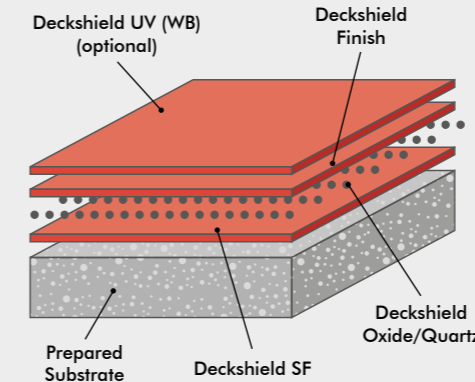 Deckshield UV (WB)
(optional)
Deckshield
Finish
Deckshield
Oxide/Quartz
Prepared
Substrate
Deckshield SF